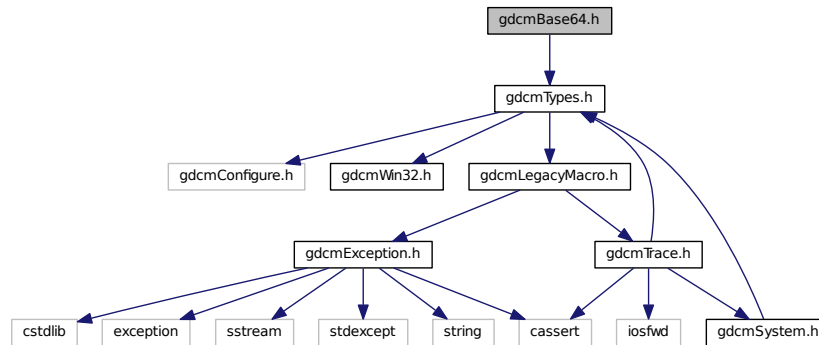 gdcmBase64.h
gdcmTypes.h
gdcmConfigure.h
gdcmWin32.h
gdcmLegacyMacro.h
gdcmException.h
gdcmTrace.h
cstdlib
exception
sstream
stdexcept
string
cassert
iosfwd
gdcmSystem.h